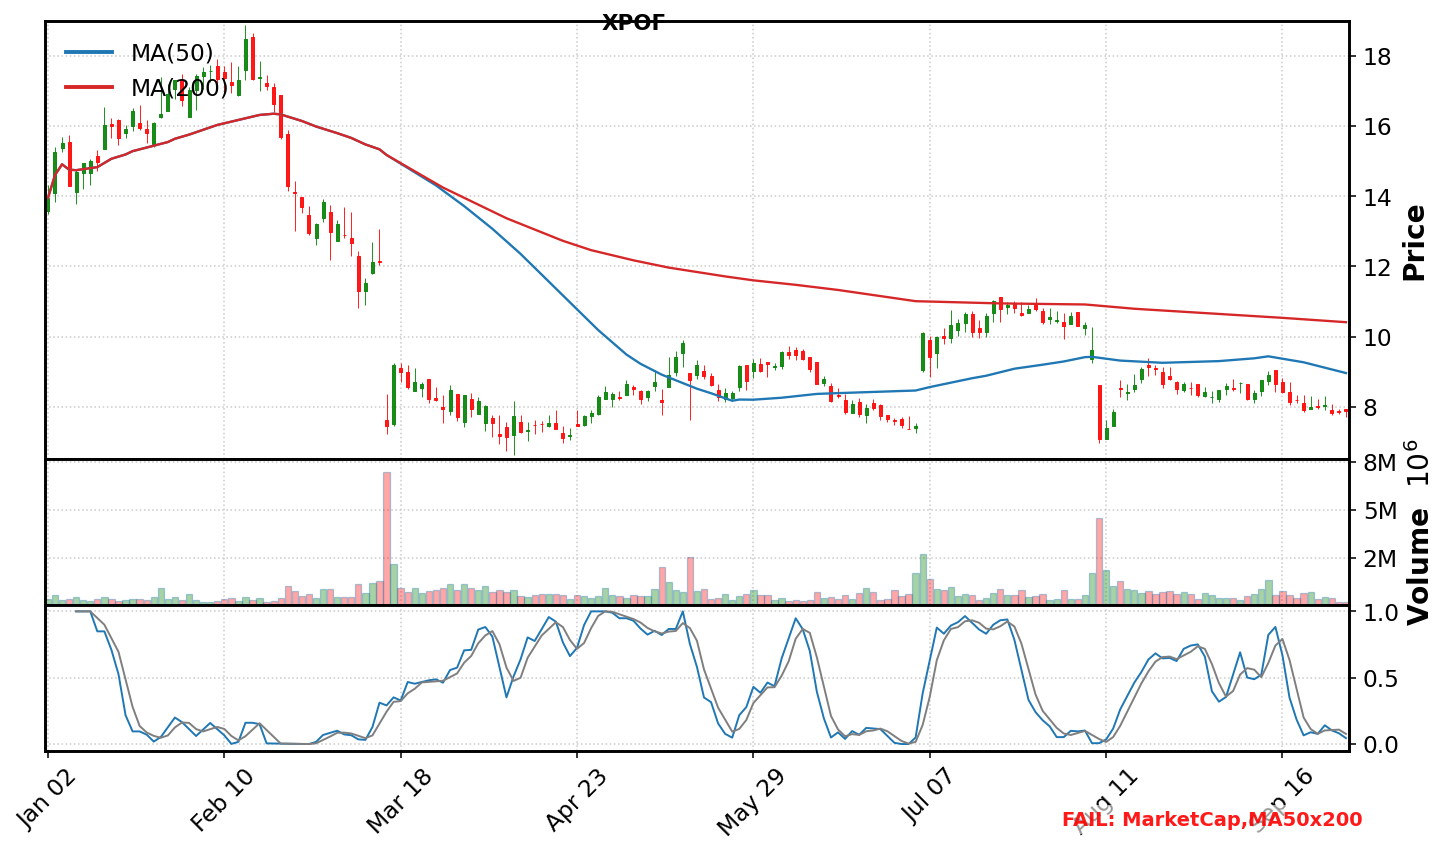 XPOF
MA(50)
MA(200)
18
16
14
12
10
8
Price
8M
5M
2M
Volume 10^6
1.0
0.5
0.0
Jan 02
Feb 10
Mar 18
Apr 23
May 29
Jul 07
Aug 11
Sep 16
FAIL: MarketCap,MA50x200